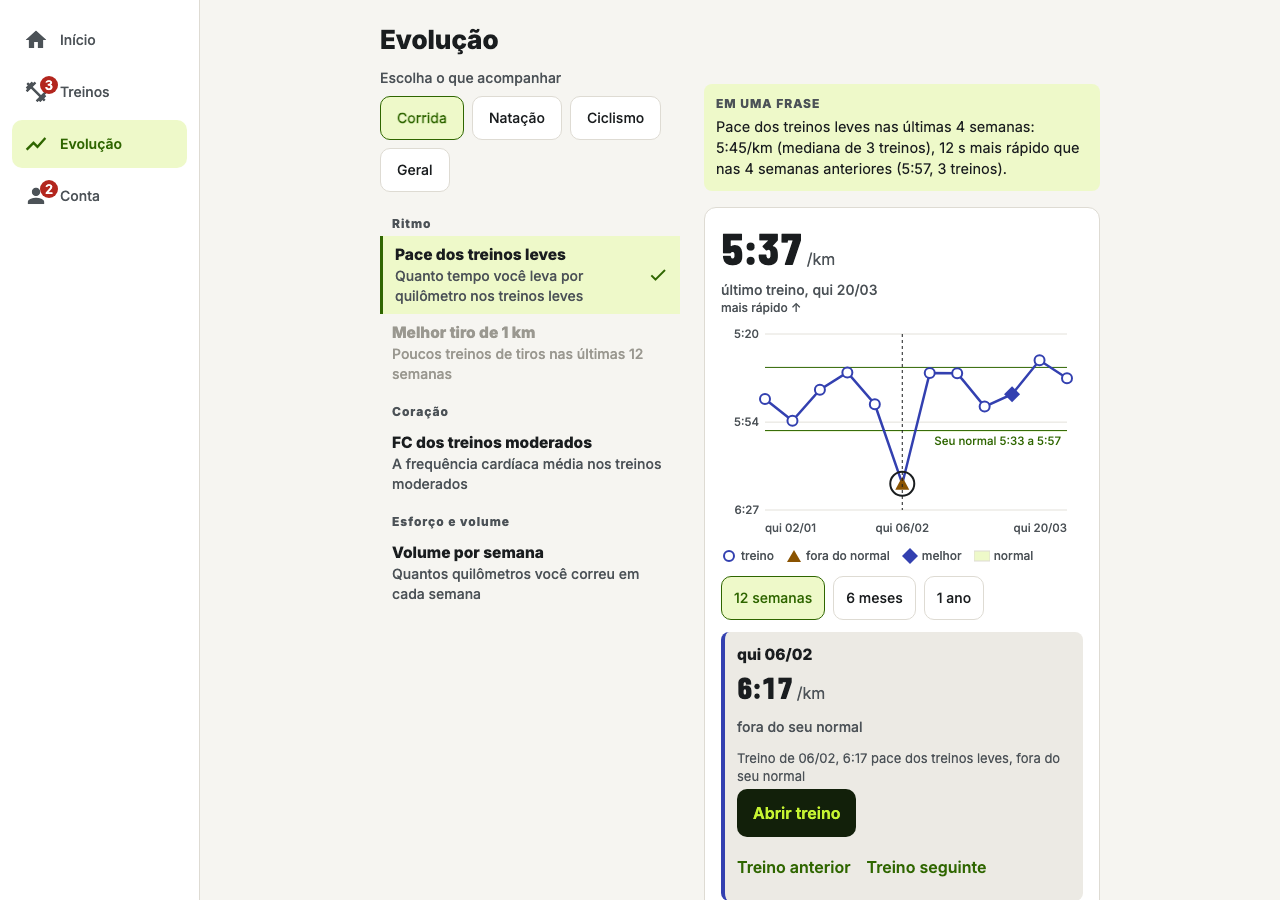 Início
3
Treinos
Evolução
2
Conta
Evolução
Escolha o que acompanhar
Corrida
Natação
Ciclismo
Geral
Ritmo
Pace dos treinos leves
Quanto tempo você leva por
quilômetro nos treinos leves
Melhor tiro de 1 km
Poucos treinos de tiros nas últimas 12
semanas
Coração
FC dos treinos moderados
A frequência cardíaca média nos treinos
moderados
Esforço e volume
Volume por semana
Quantos quilômetros você correu em
cada semana
EM UMA FRASE
Pace dos treinos leves nas últimas 4 semanas:
5:45/km (mediana de 3 treinos), 12 s mais rápido que
nas 4 semanas anteriores (5:57, 3 treinos).
5:37 /km
último treino, qui 20/03
mais rápido ↑
5:20
5:54
Seu normal 5:33 a 5:57
6:27
qui 02/01 qui 06/02 qui 20/03
treino fora do normal melhor normal
12 semanas 6 meses 1 ano
qui 06/02
6:17 /km
fora do seu normal
Treino de 06/02, 6:17 pace dos treinos leves, fora do
seu normal
Abrir treino
Treino anterior Treino seguinte